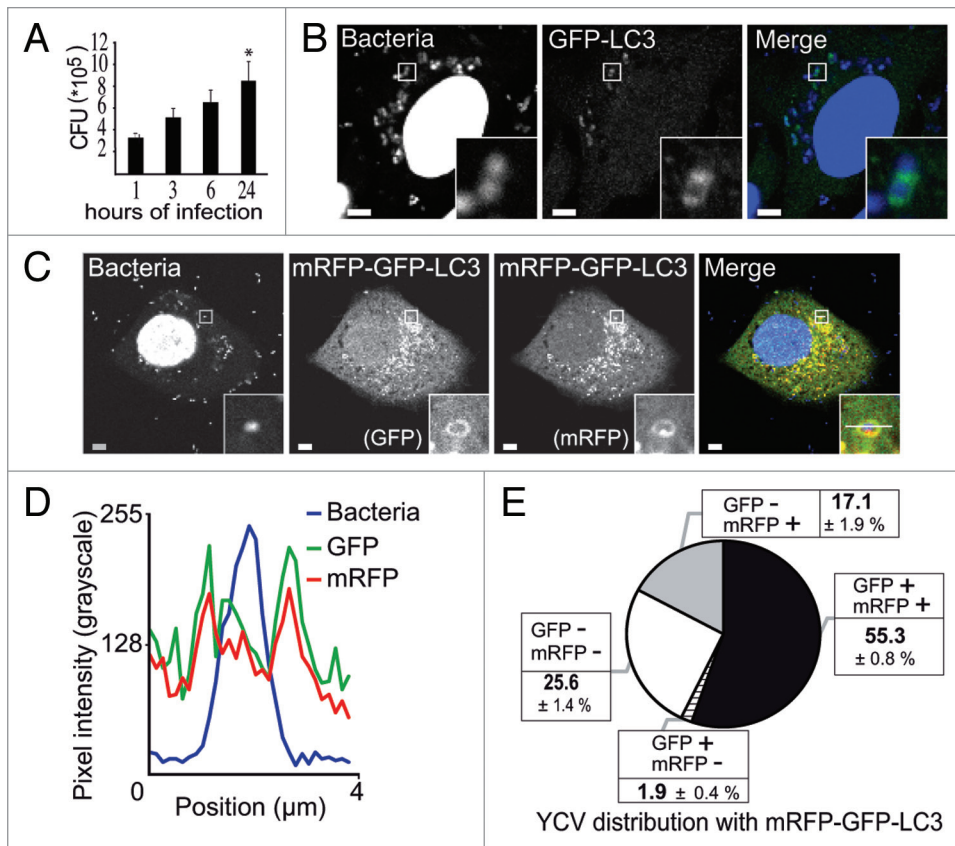 A
CFU (*10⁵)
12
10
8
6
4
2
*
1 3 6 24
hours of infection
B
Bacteria
GFP-LC3
Merge
C
Bacteria
mRFP-GFP-LC3
mRFP-GFP-LC3
Merge
(GFP)
(mRFP)
D
Pixel intensity (grayscale)
255
128
0
4
Position (µm)
Bacteria
GFP
mRFP
E
GFP -
mRFP +
17.1
± 1.9 %
GFP +
mRFP +
55.3
± 0.8 %
GFP -
mRFP -
25.6
± 1.4 %
GFP +
mRFP -
1.9 ± 0.4 %
YCV distribution with mRFP-GFP-LC3